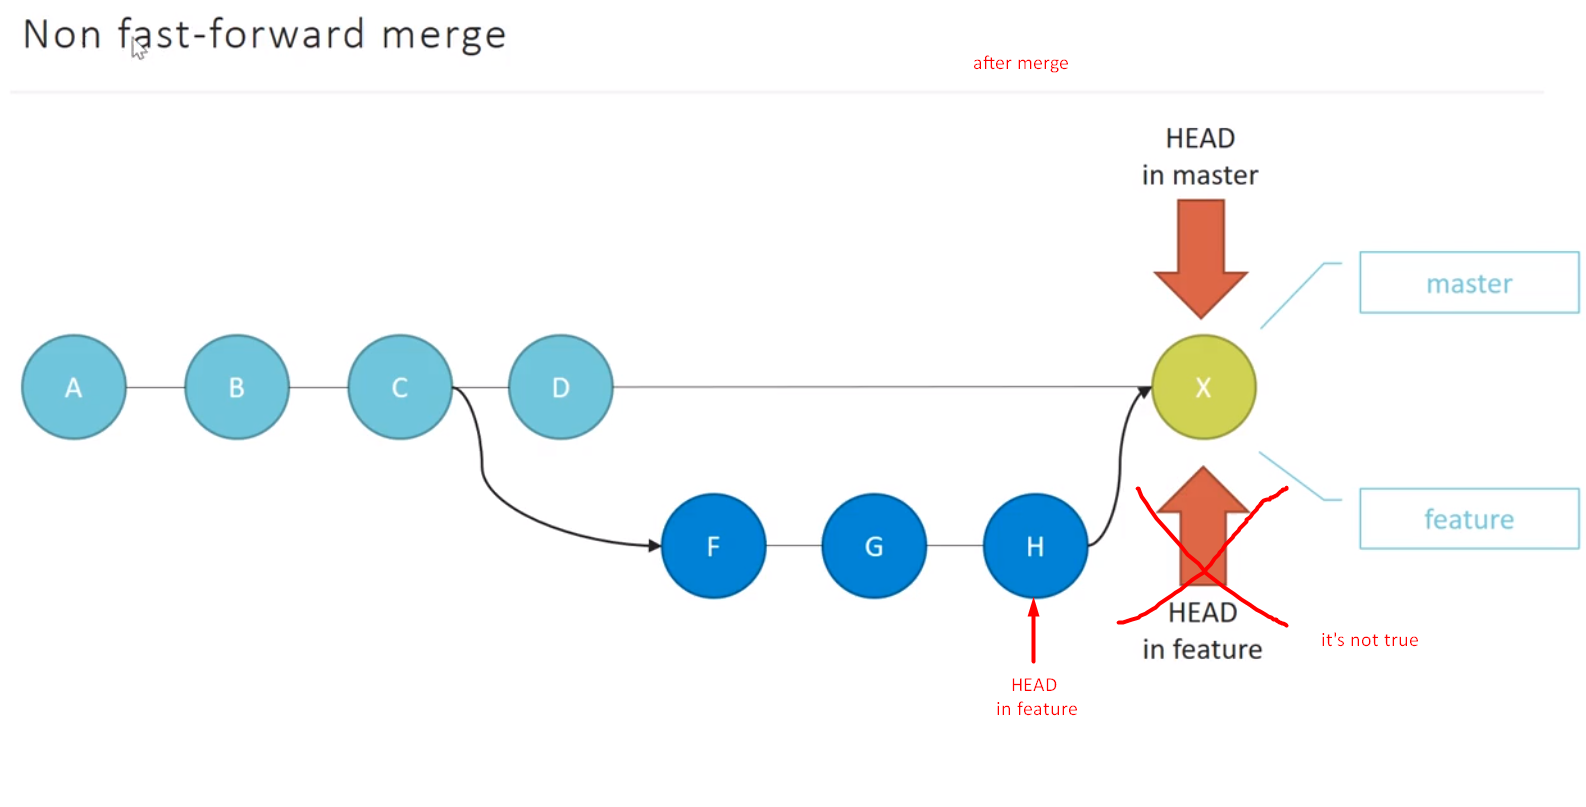 Non fast-forward merge
after merge
HEAD
in master
master
A
B
C
D
X
feature
F
G
H
HEAD
in feature
it's not true
HEAD
in feature